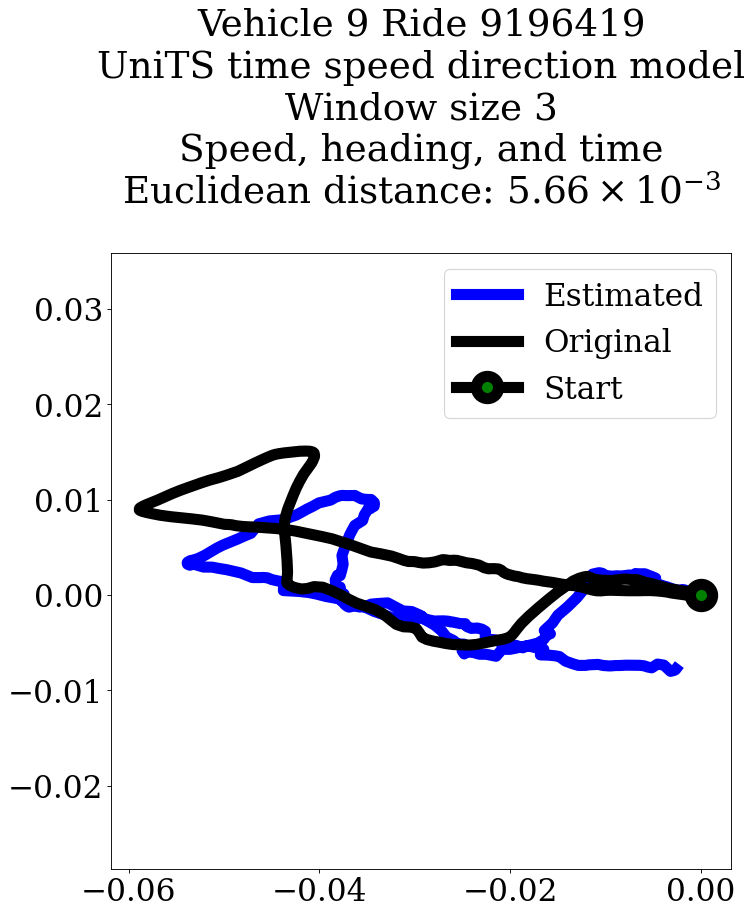 Vehicle 9 Ride 9196419
UniTS time speed direction model
Window size 3
Speed, heading, and time
Euclidean distance: 5.66 × 10⁻³
Estimated
Original
Start
0.03
0.02
0.01
0.00
−0.01
−0.02
−0.06
−0.04
−0.02
0.00